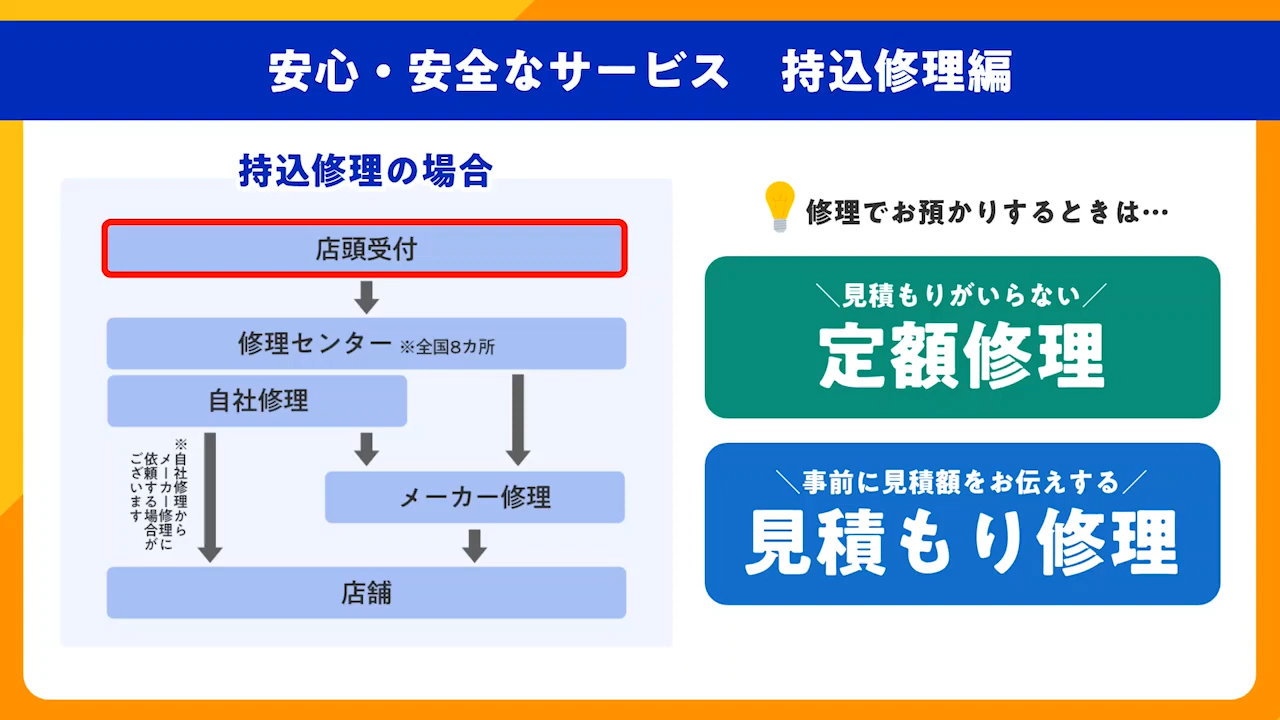 安心・安全なサービス　持込修理編
持込修理の場合
店頭受付
修理センター ※全国8カ所
自社修理
※自社修理から
メーカー修理に
依頼する場合が
ございます
メーカー修理
店舗
修理でお預かりするときは…
＼見積もりがいらない／
定額修理
＼事前に見積額をお伝えする／
見積もり修理